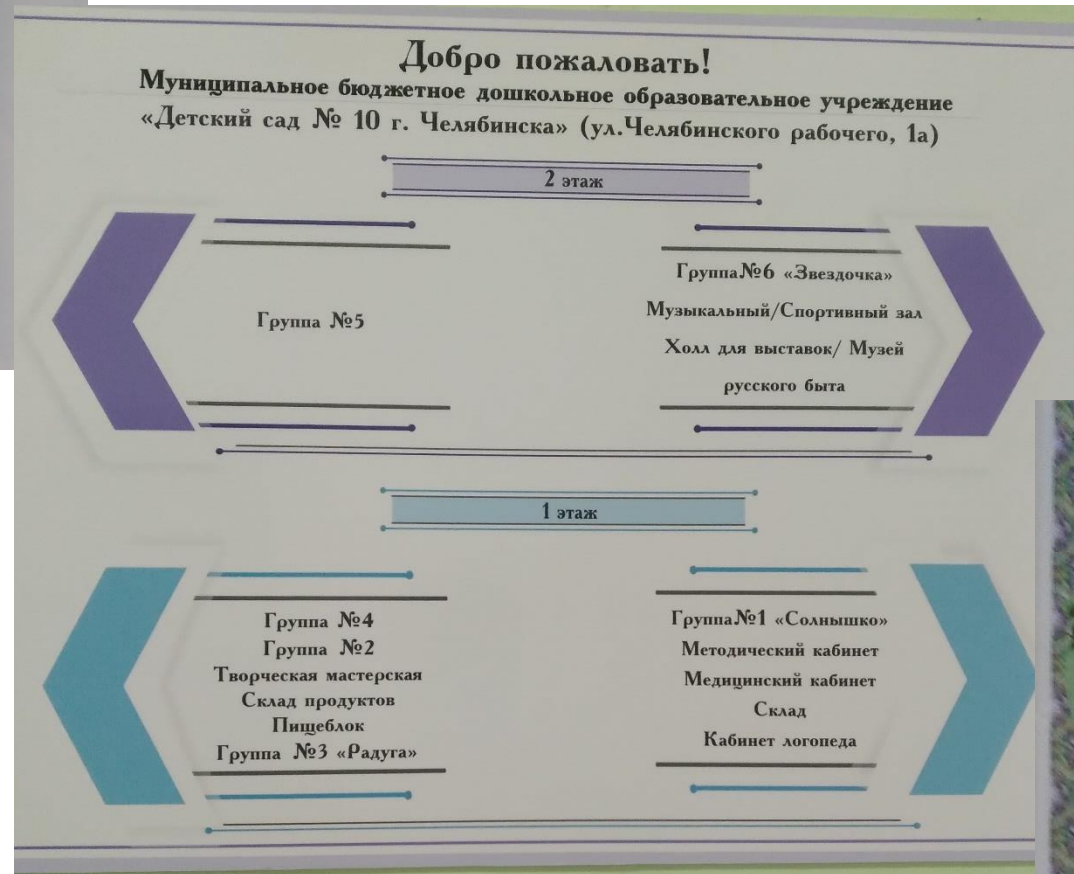 Добро пожаловать!
Муниципальное бюджетное дошкольное образовательное учреждение
«Детский сад № 10 г. Челябинска» (ул.Челябинского рабочего, 1а)
2 этаж
Группа №5
Группа№6 «Звездочка»
Музыкальный/Спортивный зал
Холл для выставок/ Музей
русского быта
1 этаж
Группа №4
Группа №2
Творческая мастерская
Склад продуктов
Пищеблок
Группа №3 «Радуга»
Группа№1 «Солнышко»
Методический кабинет
Медицинский кабинет
Склад
Кабинет логопеда